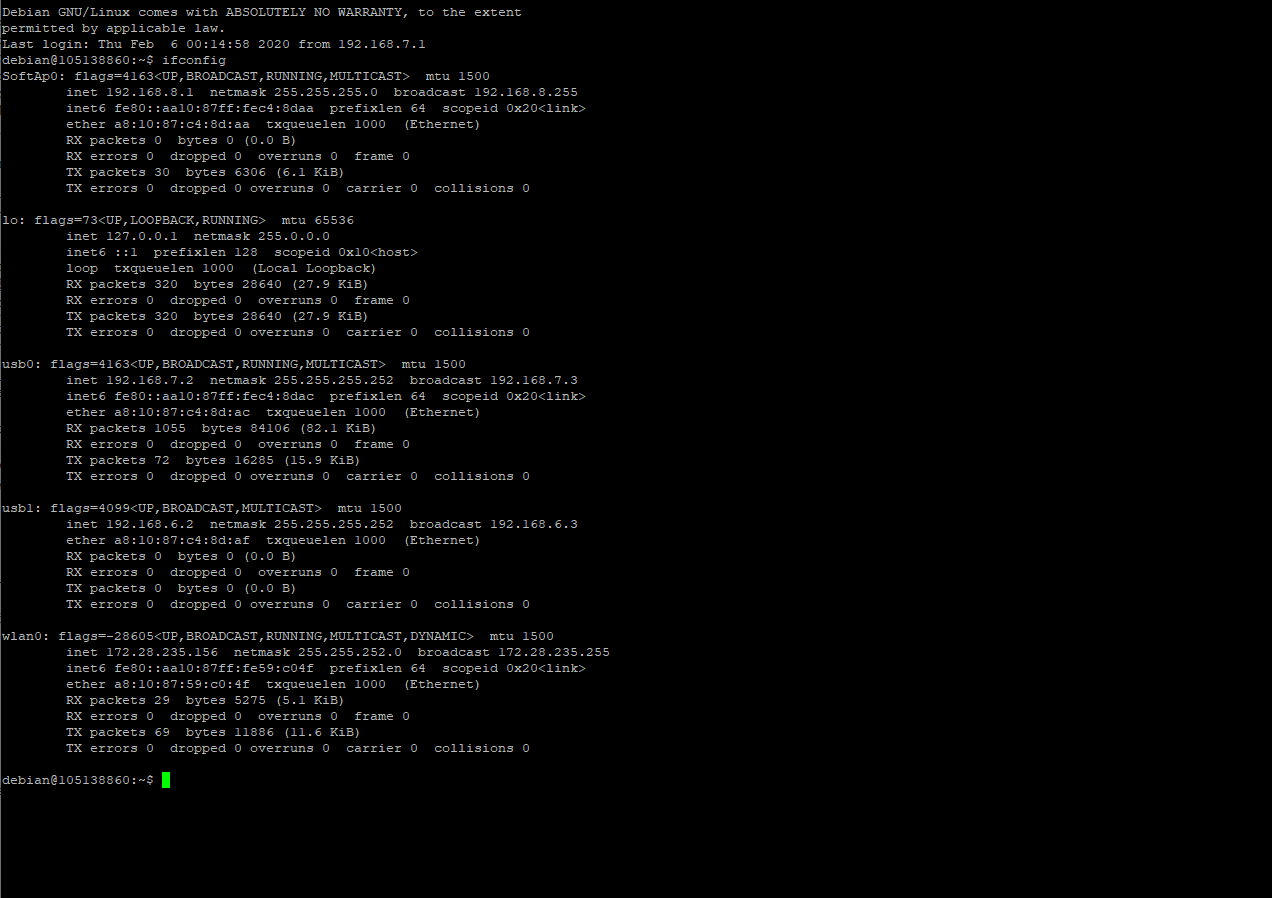 Debian GNU/Linux comes with ABSOLUTELY NO WARRANTY, to the extent
permitted by applicable law.
Last login: Thu Feb  6 00:14:58 2020 from 192.168.7.1
debian@105138860:~$ ifconfig
SoftAp0: flags=4163<UP,BROADCAST,RUNNING,MULTICAST>  mtu 1500
        inet 192.168.8.1  netmask 255.255.255.0  broadcast 192.168.8.255
        inet6 fe80::aa10:87ff:fec4:8daa  prefixlen 64  scopeid 0x20<link>
        ether a8:10:87:c4:8d:aa  txqueuelen 1000  (Ethernet)
        RX packets 0  bytes 0 (0.0 B)
        RX errors 0  dropped 0  overruns 0  frame 0
        TX packets 30  bytes 6306 (6.1 KiB)
        TX errors 0  dropped 0 overruns 0  carrier 0  collisions 0

lo: flags=73<UP,LOOPBACK,RUNNING>  mtu 65536
        inet 127.0.0.1  netmask 255.0.0.0
        inet6 ::1  prefixlen 128  scopeid 0x10<host>
        loop  txqueuelen 1000  (Local Loopback)
        RX packets 320  bytes 28640 (27.9 KiB)
        RX errors 0  dropped 0  overruns 0  frame 0
        TX packets 320  bytes 28640 (27.9 KiB)
        TX errors 0  dropped 0 overruns 0  carrier 0  collisions 0

usb0: flags=4163<UP,BROADCAST,RUNNING,MULTICAST>  mtu 1500
        inet 192.168.7.2  netmask 255.255.255.252  broadcast 192.168.7.3
        inet6 fe80::aa10:87ff:fec4:8dac  prefixlen 64  scopeid 0x20<link>
        ether a8:10:87:c4:8d:ac  txqueuelen 1000  (Ethernet)
        RX packets 1055  bytes 84106 (82.1 KiB)
        RX errors 0  dropped 0  overruns 0  frame 0
        TX packets 72  bytes 16285 (15.9 KiB)
        TX errors 0  dropped 0 overruns 0  carrier 0  collisions 0

usb1: flags=4099<UP,BROADCAST,MULTICAST>  mtu 1500
        inet 192.168.6.2  netmask 255.255.255.252  broadcast 192.168.6.3
        ether a8:10:87:c4:8d:af  txqueuelen 1000  (Ethernet)
        RX packets 0  bytes 0 (0.0 B)
        RX errors 0  dropped 0  overruns 0  frame 0
        TX packets 0  bytes 0 (0.0 B)
        TX errors 0  dropped 0 overruns 0  carrier 0  collisions 0

wlan0: flags=-28605<UP,BROADCAST,RUNNING,MULTICAST,DYNAMIC>  mtu 1500
        inet 172.28.235.156  netmask 255.255.252.0  broadcast 172.28.235.255
        inet6 fe80::aa10:87ff:fe59:c04f  prefixlen 64  scopeid 0x20<link>
        ether a8:10:87:59:c0:4f  txqueuelen 1000  (Ethernet)
        RX packets 29  bytes 5275 (5.1 KiB)
        RX errors 0  dropped 0  overruns 0  frame 0
        TX packets 69  bytes 11886 (11.6 KiB)
        TX errors 0  dropped 0 overruns 0  carrier 0  collisions 0

debian@105138860:~$